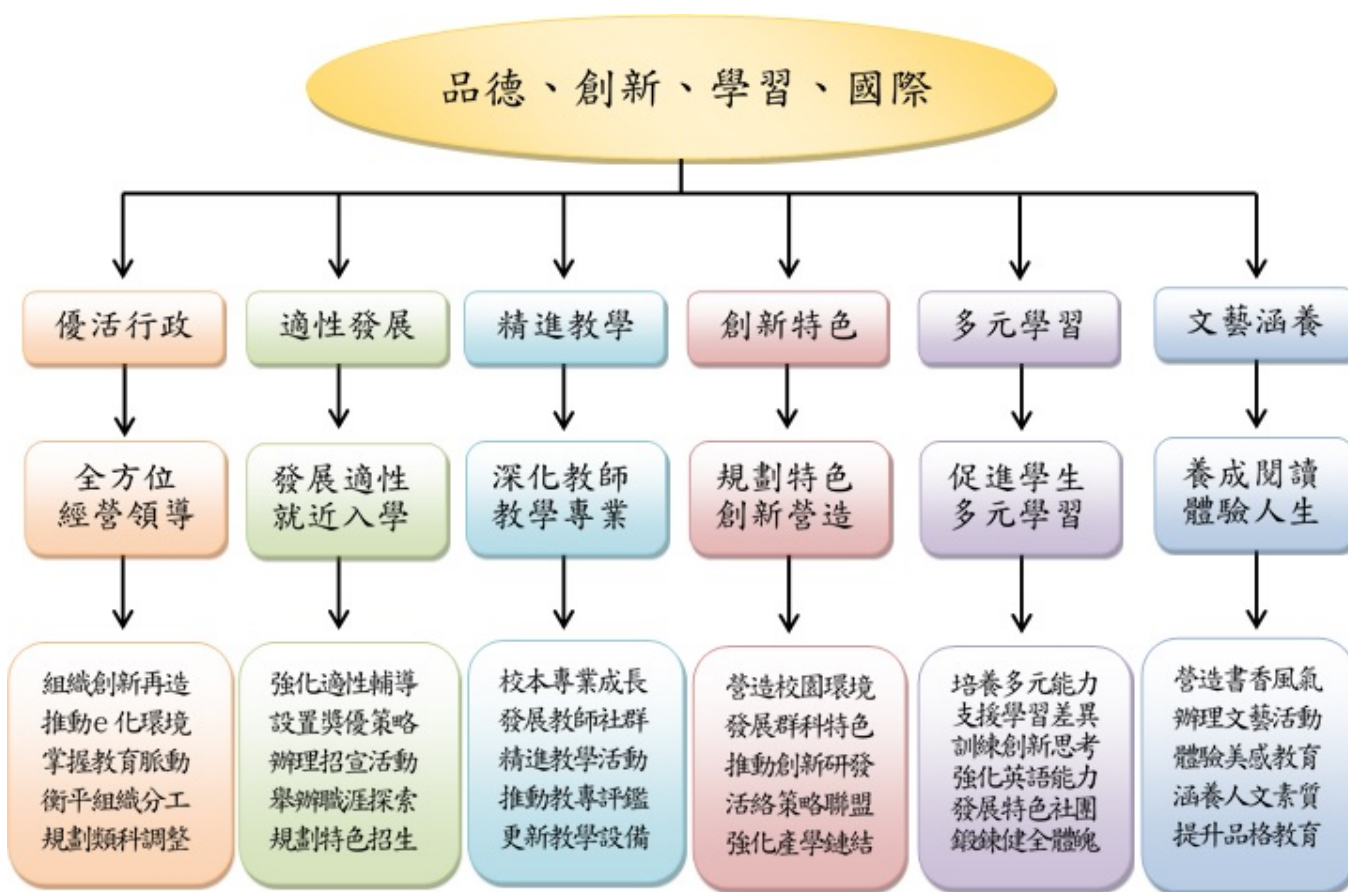 品德、創新、學習、國際
優活行政
適性發展
精進教學
創新特色
多元學習
文藝涵養
全方位
經營領導
發展適性
就近入學
深化教師
教學專業
規劃特色
創新營造
促進學生
多元學習
養成閱讀
體驗人生
組織創新再造
推動e化環境
掌握教育脈動
衡平組織分工
規劃類科調整
強化適性輔導
設置獎優策略
辦理招宣活動
舉辦職涯探索
規劃特色招生
校本專業成長
發展教師社群
精進教學活動
推動教專評鑑
更新教學設備
營造校園環境
發展群科特色
推動創新研發
活絡策略聯盟
強化產學鏈結
培養多元能力
支援學習差異
訓練創新思考
強化英語能力
發展特色社團
鍛鍊健全體魄
營造書香風氣
辦理文藝活動
體驗美感教育
涵養人文素質
提升品格教育